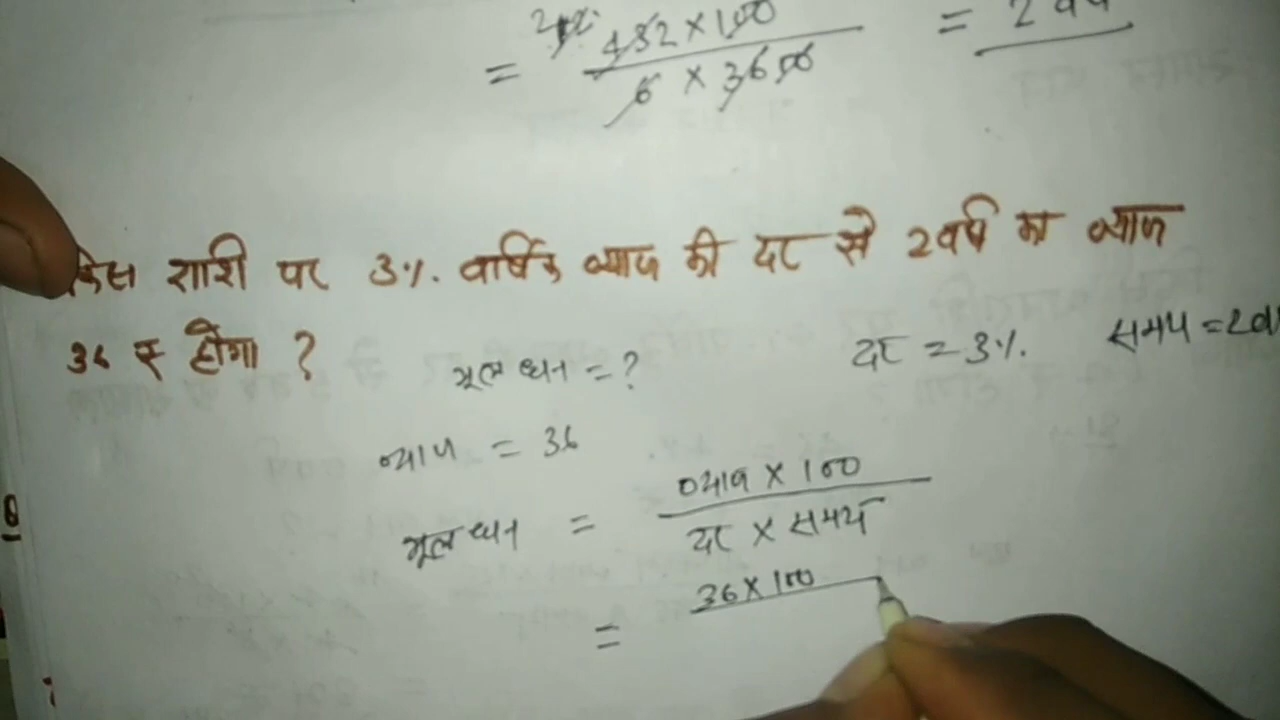 = 432 × 100 / 6 × 3600 = 2 वर्ष
किस राशि पर 3% वार्षिक ब्याज की दर से 2 वर्ष का ब्याज
36 रु होगा ?
मूलधन = ? दर = 3% समय = 2
ब्याज = 36
मूलधन = ब्याज × 100 / दर × समय
= 36 × 100